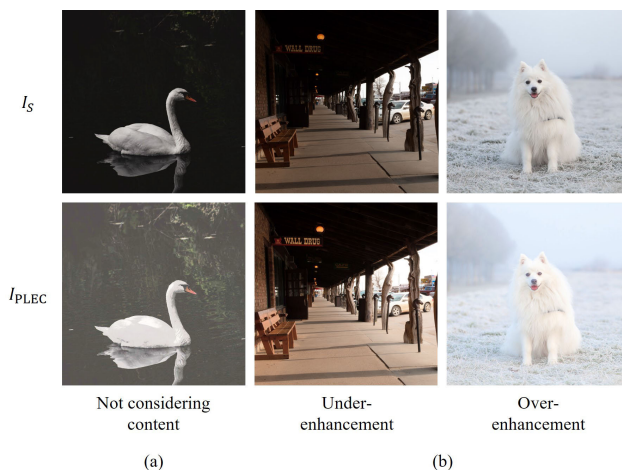 I_S
WALL DRUG
I_PLEC
WALL DRUG
Not considering
content
Under-
enhancement
Over-
enhancement
(a)
(b)